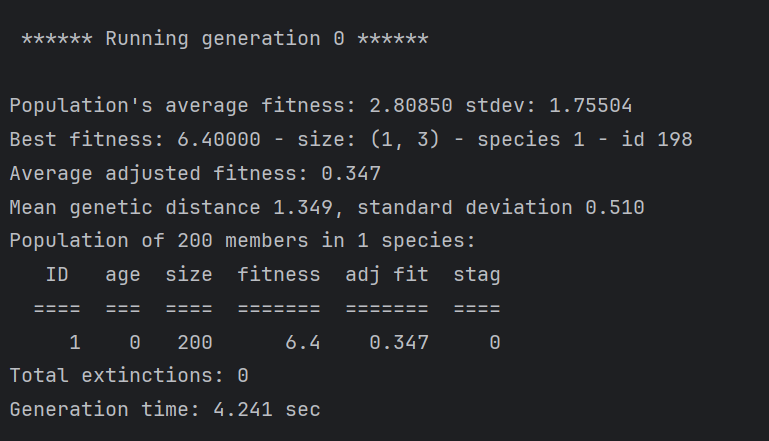 ****** Running generation 0 ******
Population's average fitness: 2.80850 stdev: 1.75504
Best fitness: 6.40000 - size: (1, 3) - species 1 - id 198
Average adjusted fitness: 0.347
Mean genetic distance 1.349, standard deviation 0.510
Population of 200 members in 1 species:
   ID   age  size   fitness   adj fit  stag
  ====  ===  ====  =======  =======  ====
     1    0   200      6.4    0.347     0
Total extinctions: 0
Generation time: 4.241 sec